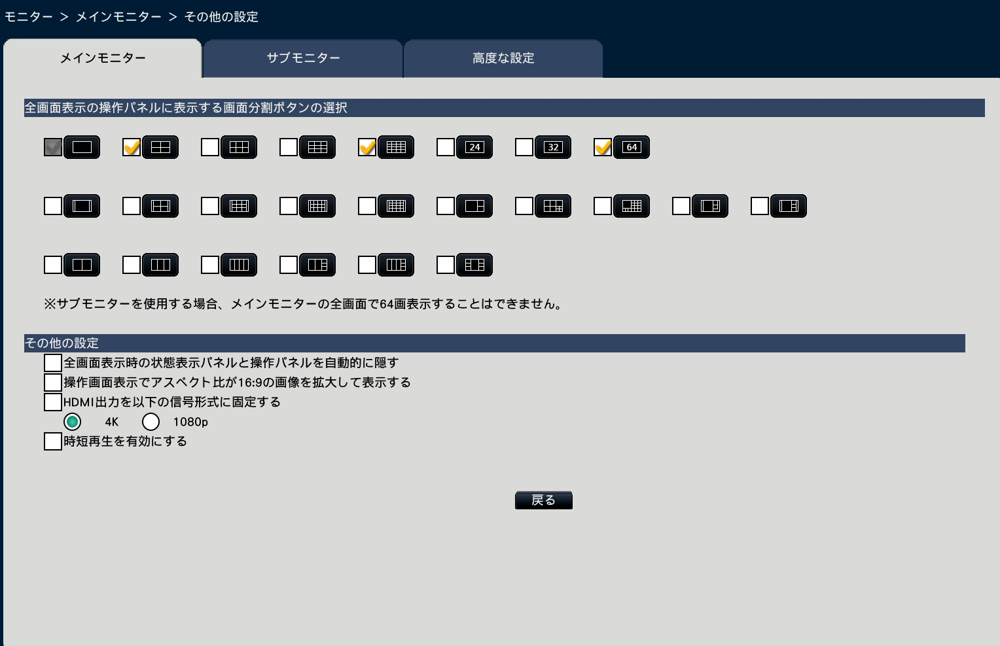 モニター > メインモニター > その他の設定
メインモニター サブモニター 高度な設定
全画面表示の操作パネルに表示する画面分割ボタンの選択
24 32 64
※サブモニターを使用する場合、メインモニターの全画面で64画表示することはできません。
その他の設定
全画面表示時の状態表示パネルと操作パネルを自動的に隠す
操作画面表示でアスペクト比が16:9の画像を拡大して表示する
HDMI出力を以下の信号形式に固定する
4K 1080p
時短再生を有効にする
戻る